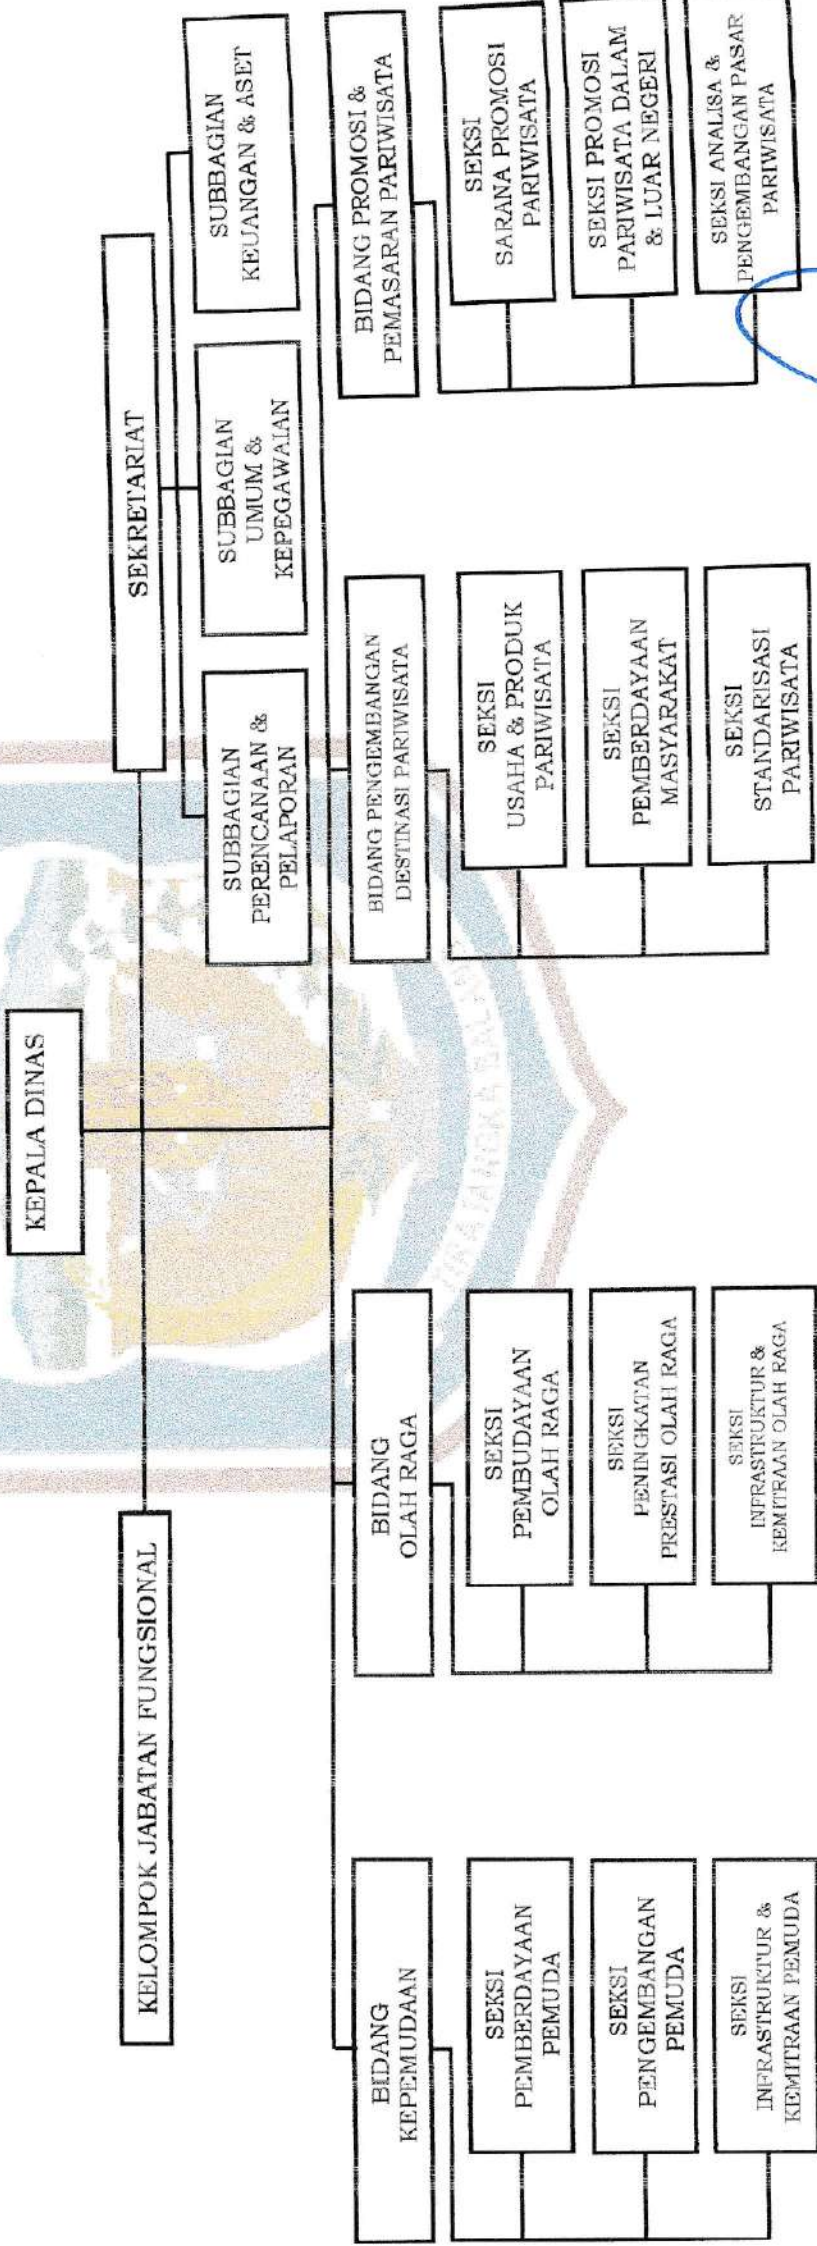 KEPALA DINAS
KELOMPOK JABATAN FUNGSIONAL
SEKRETARIAT
SUBBAGIAN
PERENCANAAN &
PELAPORAN
SUBBAGIAN
UMUM &
KEPEGAWAIAN
SUBBAGIAN
KEUANGAN & ASET
BIDANG
KEPEMUDAAN
SEKSI
PEMBERDAYAAN
PEMUDA
SEKSI
PENGEMBANGAN
PEMUDA
SEKSI
INFRASTRUKTUR &
KEMITRAAN PEMUDA
BIDANG
OLAH RAGA
SEKSI
PEMBUDAYAAN
OLAH RAGA
SEKSI
PENINGKATAN
PRESTASI OLAH RAGA
SEKSI
INFRASTRUKTUR &
KEMITRAAN OLAH RAGA
BIDANG PENGEMBANGAN
DESTINASI PARIWISATA
SEKSI
USAHA & PRODUK
PARIWISATA
SEKSI
PEMBERDAYAAN
MASYARAKAT
SEKSI
STANDARISASI
PARIWISATA
BIDANG PROMOSI &
PEMASARAN PARIWISATA
SEKSI
SARANA PROMOSI
PARIWISATA
SEKSI PROMOSI
PARIWISATA DALAM
& LUAR NEGERI
SEKSI ANALISA &
PENGEMBANGAN PASAR
PARIWISATA